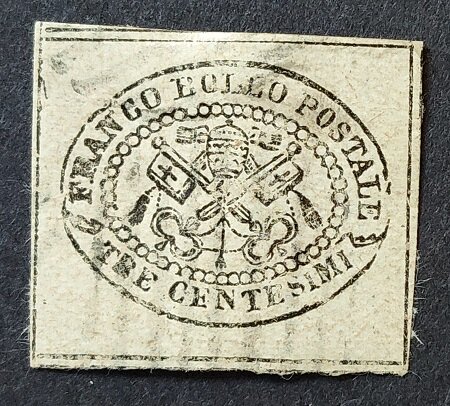 FRANCO BOLLO POSTALE
TRE CENTESIMI